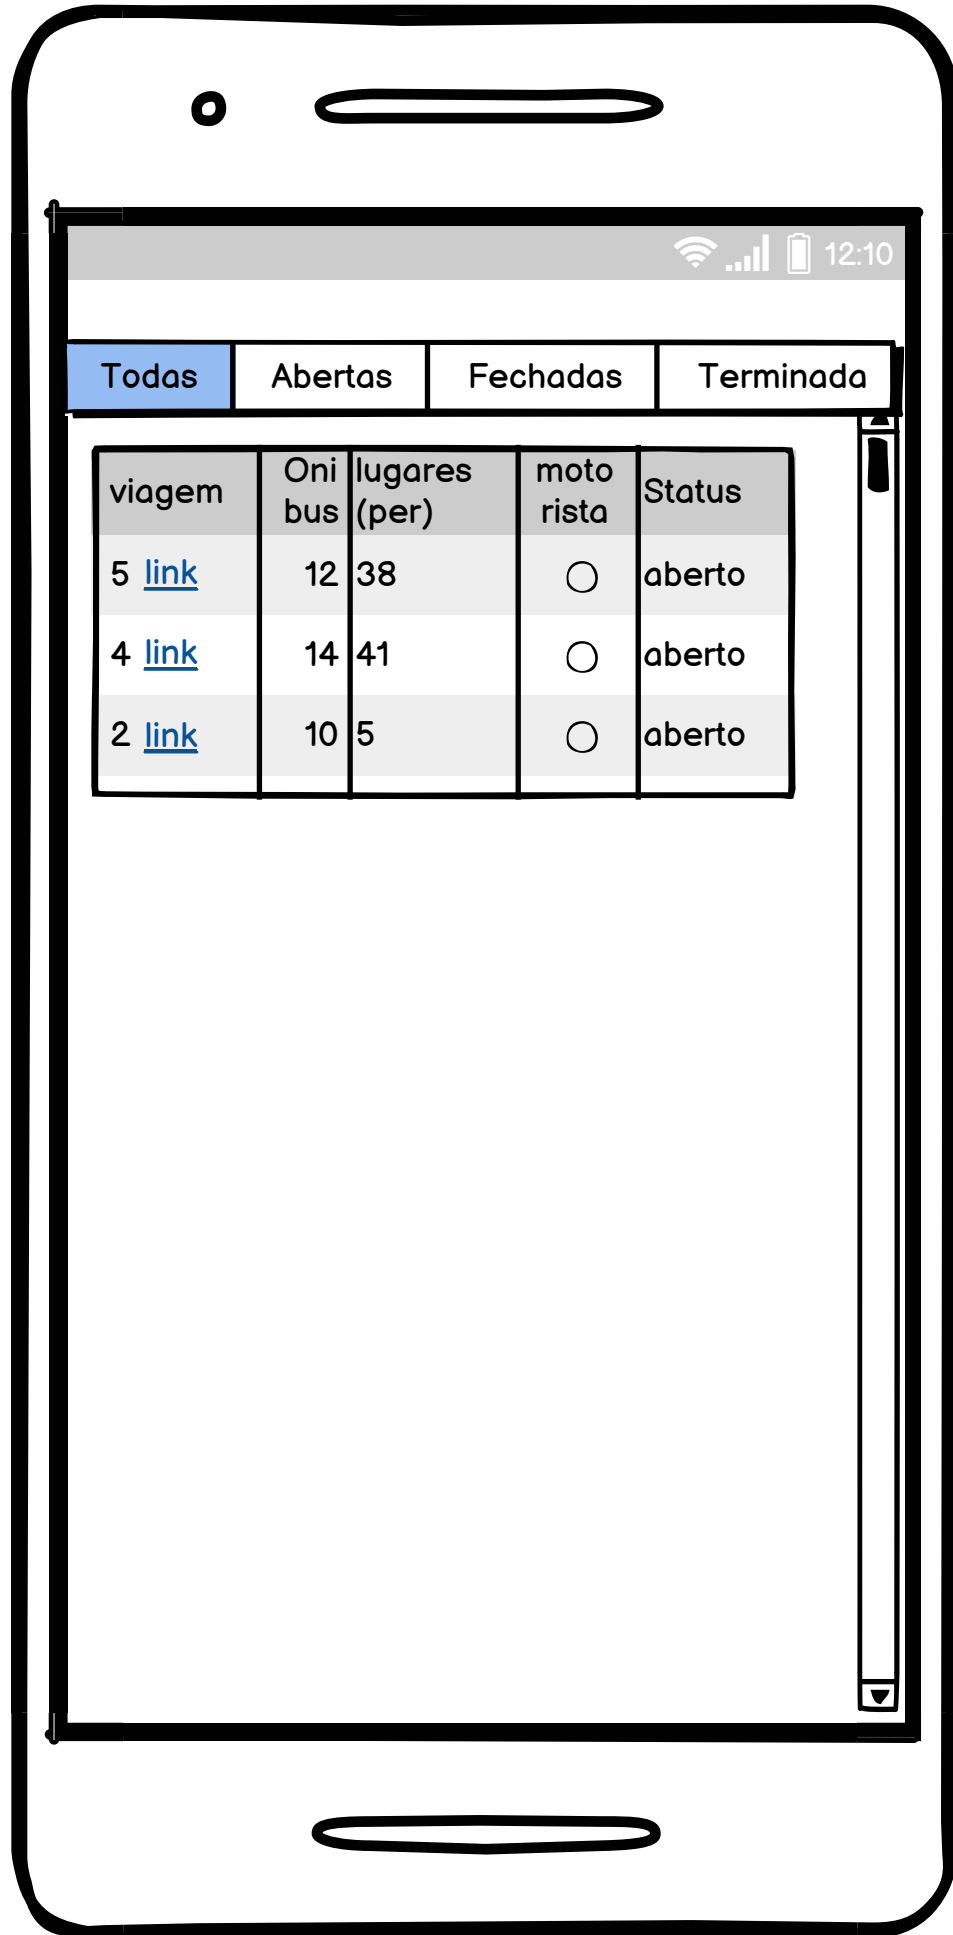 12:10
Todas Abertas Fechadas Terminada
viagem Oni bus lugares (per) moto rista Status
5 link 12 38 aberto
4 link 14 41 aberto
2 link 10 5 aberto